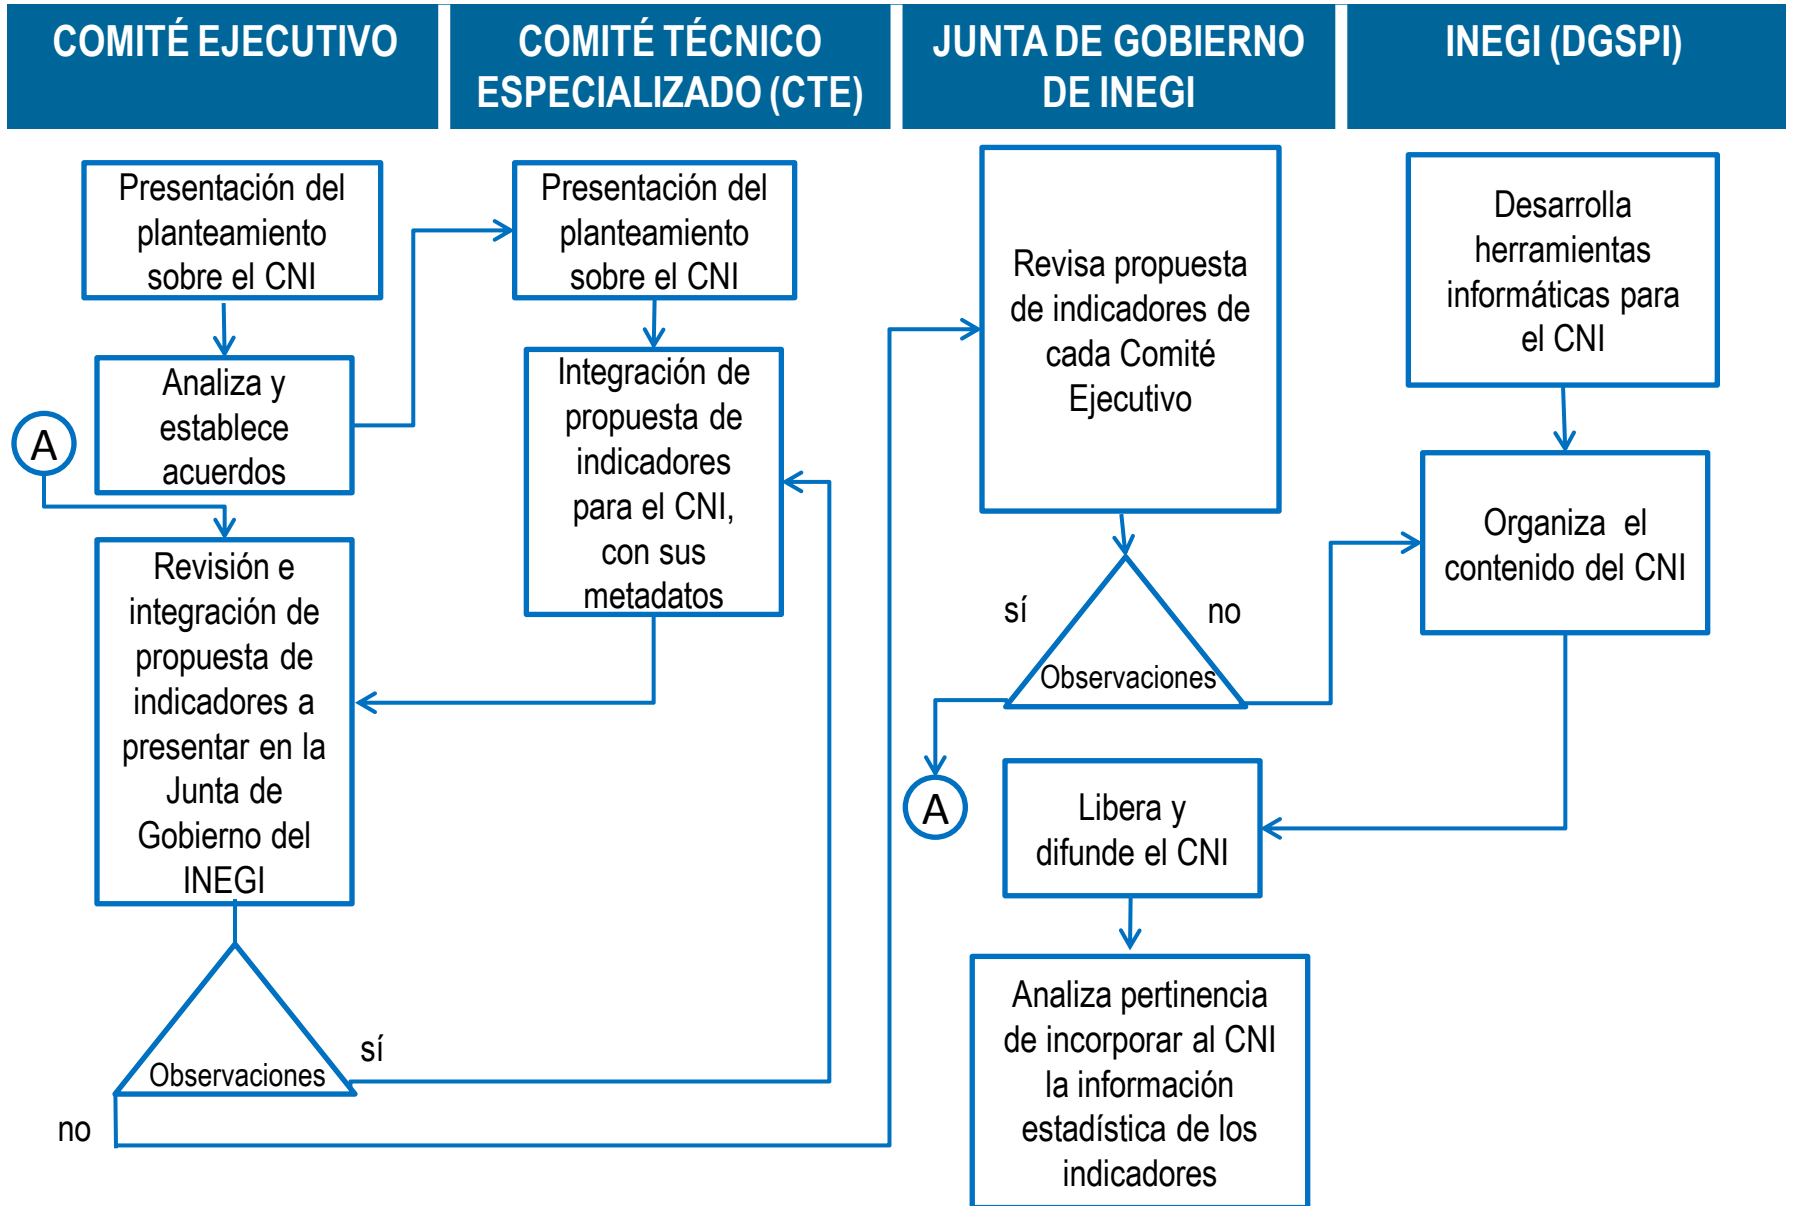 COMITÉ EJECUTIVO
COMITÉ TÉCNICO
ESPECIALIZADO (CTE)
JUNTA DE GOBIERNO
DE INEGI
INEGI (DGSPI)
Presentación del
planteamiento
sobre el CNI
Analiza y
establece
acuerdos
A
Revisión e
integración de
propuesta de
indicadores a
presentar en la
Junta de
Gobierno del
INEGI
Observaciones
sí
no
Presentación del
planteamiento
sobre el CNI
Integración de
propuesta de
indicadores
para el CNI,
con sus
metadatos
Revisa propuesta
de indicadores de
cada Comité
Ejecutivo
sí
no
Observaciones
A
Libera y
difunde el CNI
Analiza pertinencia
de incorporar al CNI
la información
estadística de los
indicadores
Desarrolla
herramientas
informáticas para
el CNI
Organiza el
contenido del CNI